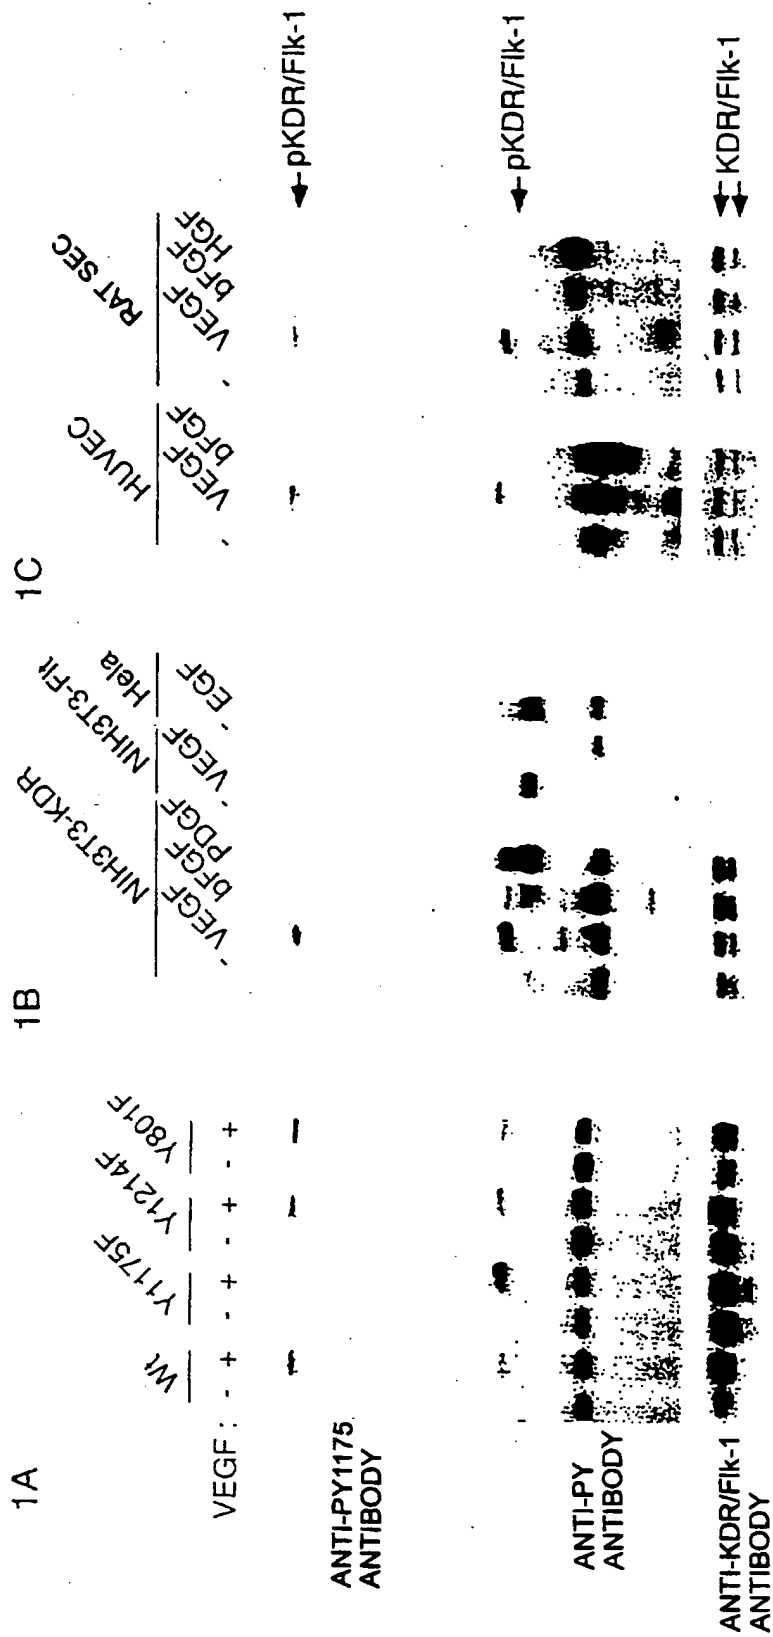 1A
Wt Y1175F Y1214F Y801F
VEGF : - + - + - + - +
1B
NIH3T3-KDR NIH3T3-Flt Hela
- VEGF bFGF PDGF - VEGF - EGF
1C
HUVEC RAT SEC
- VEGF bFGF - VEGF bFGF HGF
ANTI-PY1175
ANTIBODY
pKDR/Flk-1
ANTI-PY
ANTIBODY
pKDR/Flk-1
ANTI-KDR/Flk-1
ANTIBODY
KDR/Flk-1